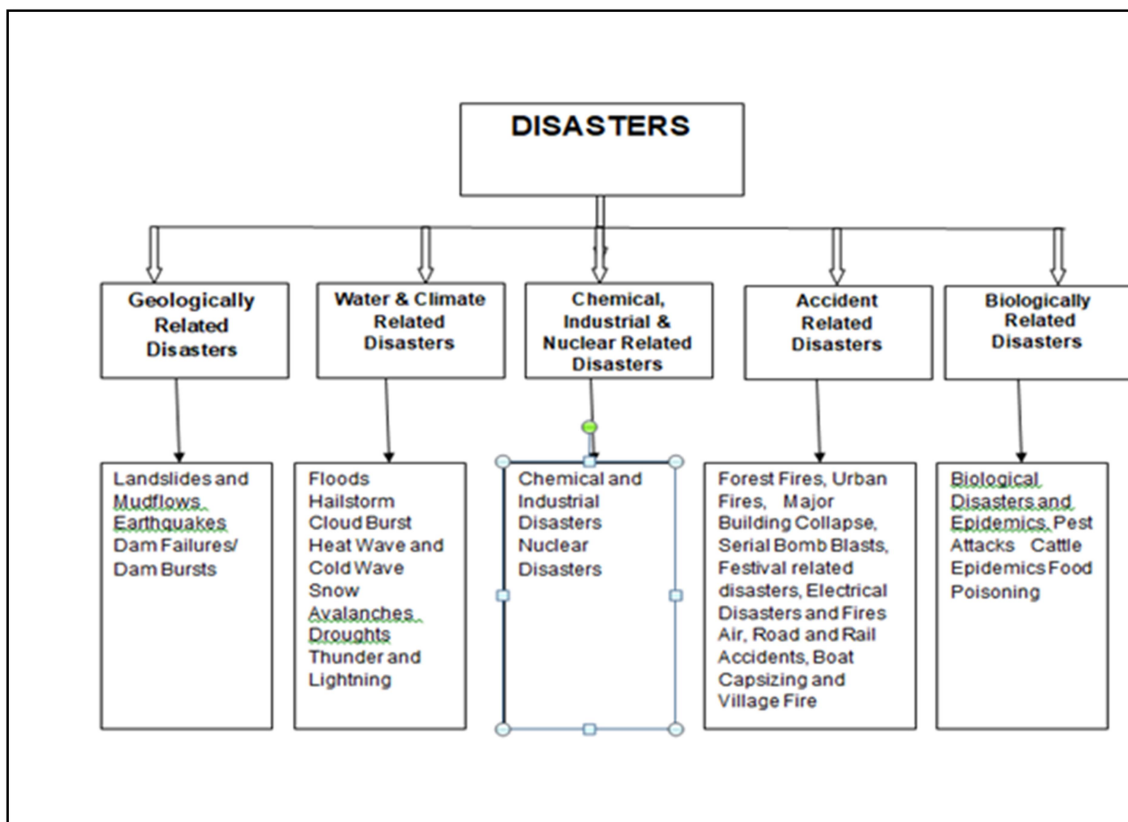 DISASTERS
Geologically
Related
Disasters
Water & Climate
Related
Disasters
Chemical,
Industrial &
Nuclear Related
Disasters
Accident
Related
Disasters
Biologically
Related
Disasters
Landslides and
Mudflows
Earthquakes
Dam Failures/
Dam Bursts
Floods
Hailstorm
Cloud Burst
Heat Wave and
Cold Wave
Snow
Avalanches
Droughts
Thunder and
Lightning
Chemical and
Industrial
Disasters
Nuclear
Disasters
Forest Fires, Urban
Fires, Major
Building Collapse,
Serial Bomb Blasts,
Festival related
disasters, Electrical
Disasters and Fires
Air, Road and Rail
Accidents, Boat
Capsizing and
Village Fire
Biological
Disasters and
Epidemics, Pest
Attacks Cattle
Epidemics Food
Poisoning